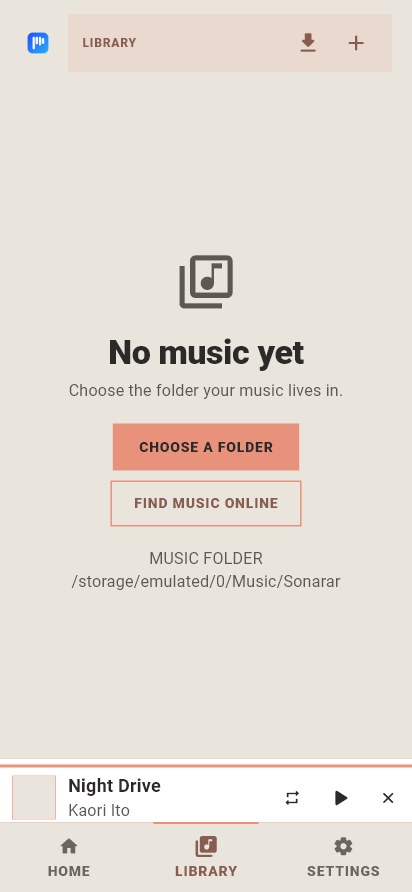 LIBRARY
No music yet
Choose the folder your music lives in.
CHOOSE A FOLDER
FIND MUSIC ONLINE
MUSIC FOLDER
/storage/emulated/0/Music/Sonarar
Night Drive
Kaori Ito
HOME
LIBRARY
SETTINGS